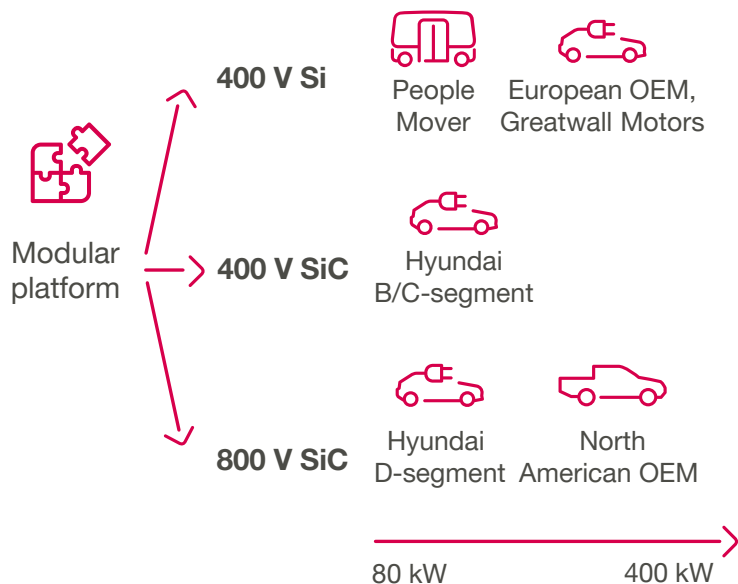 400 V Si
People
Mover
European OEM,
Greatwall Motors
Modular
platform
400 V SiC
Hyundai
B/C-segment
800 V SiC
Hyundai
D-segment
North
American OEM
80 kW
400 kW